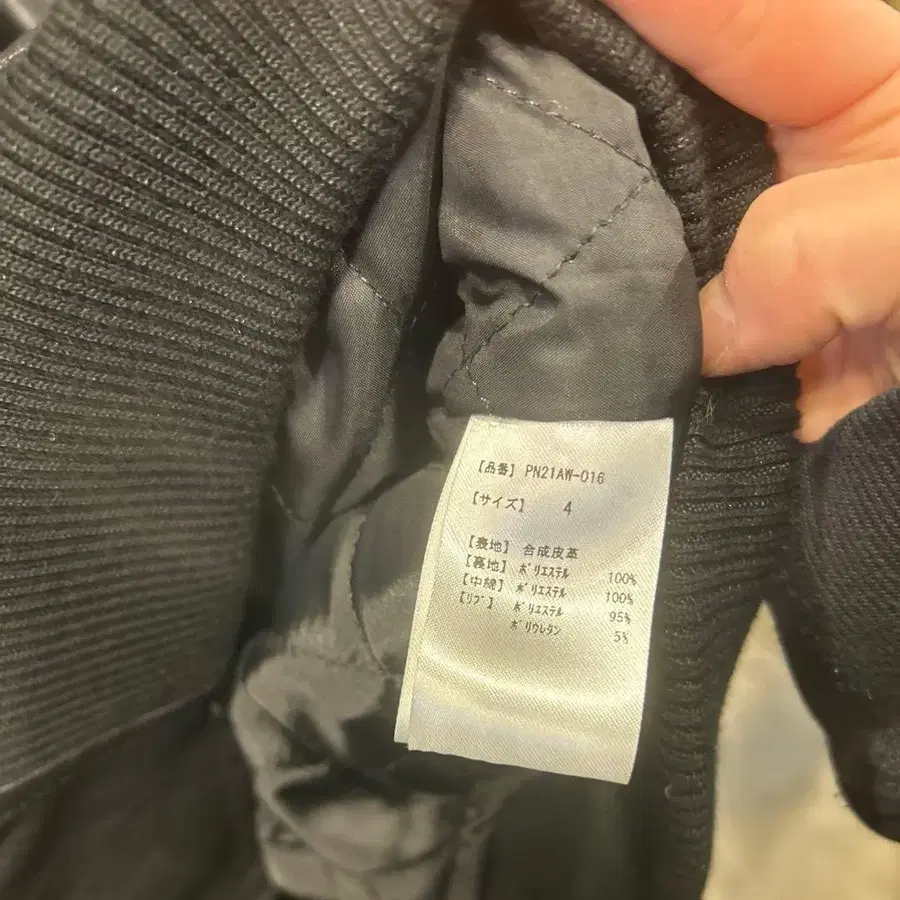 【品番】 PN21AW-016
【サイズ】 4
【表地】 合成皮革
【裏地】 ﾎﾟﾘｴｽﾃﾙ 100%
【中綿】 ﾎﾟﾘｴｽﾃﾙ 100%
【ﾘﾌﾞ】 ﾎﾟﾘｴｽﾃﾙ 95%
ﾎﾟﾘｳﾚﾀﾝ 5%